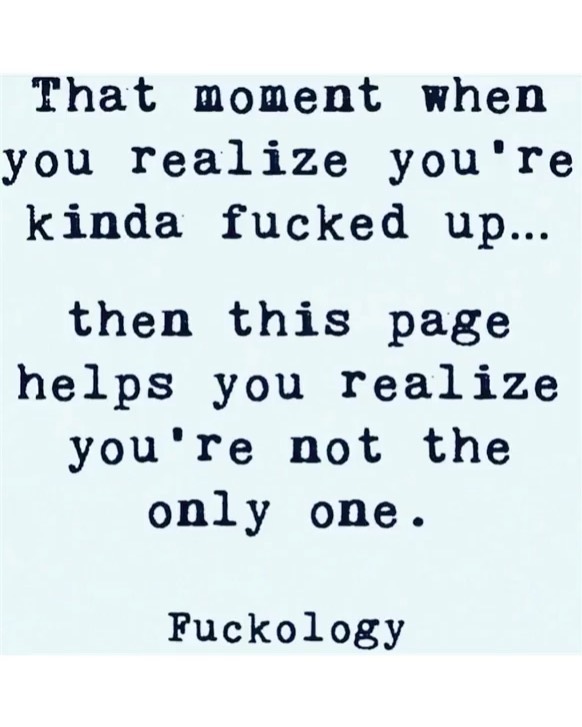 That moment when
you realize you're
kinda fucked up...
then this page
helps you realize
you're not the
only one.
Fuckology